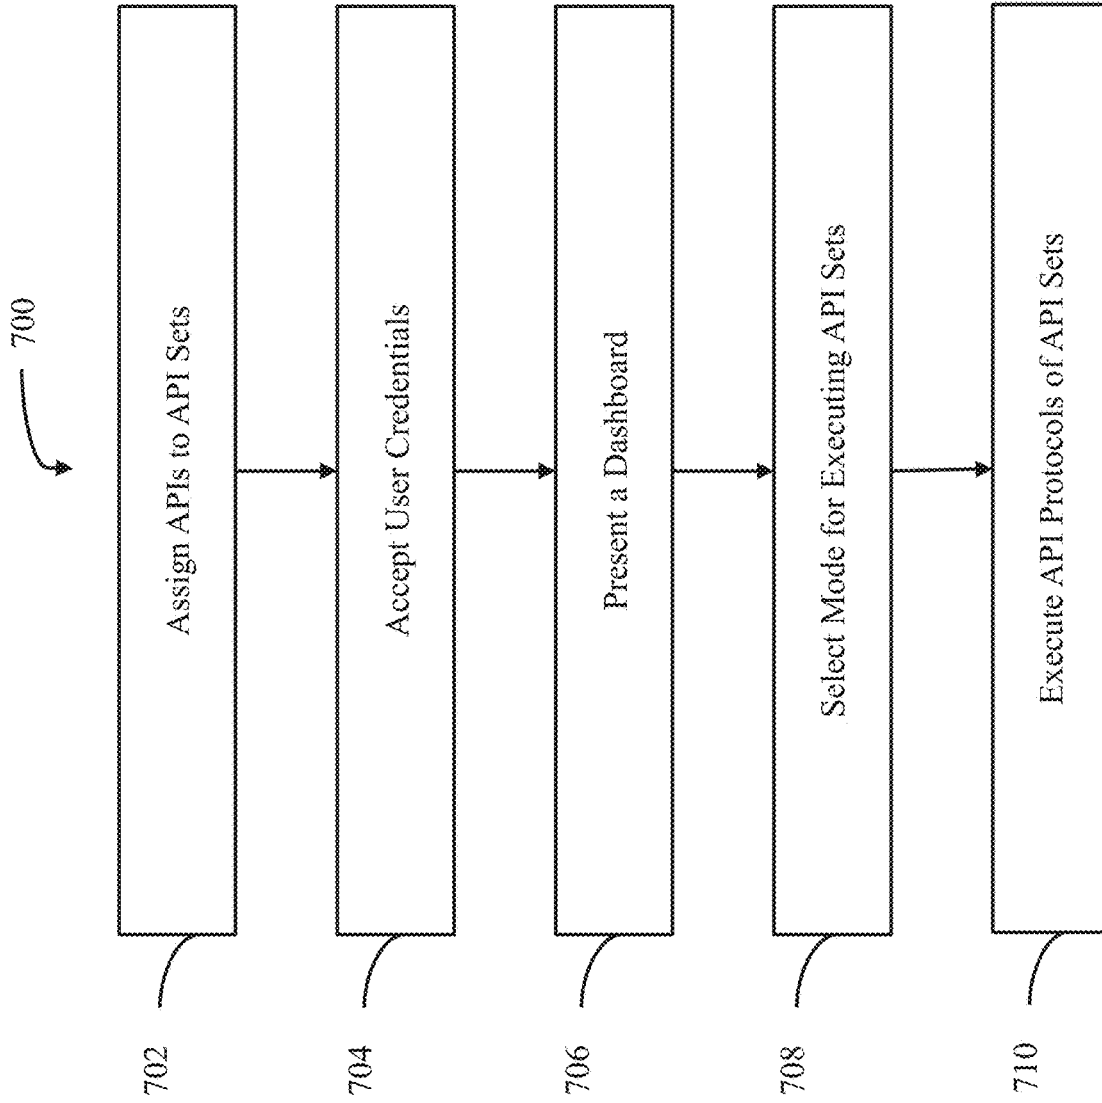 700
702
Assign APIs to API Sets
704
Accept User Credentials
706
Present a Dashboard
708
Select Mode for Executing API Sets
710
Execute API Protocols of API Sets